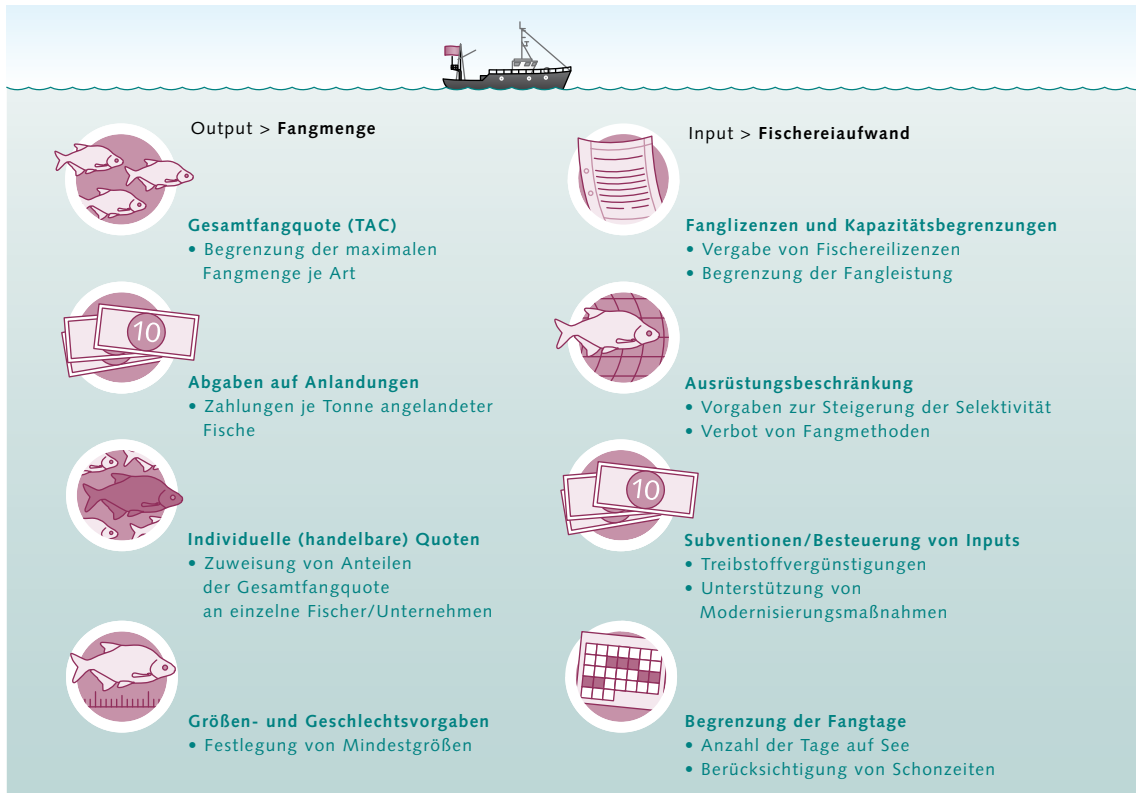 Output > Fangmenge
Gesamtfangquote (TAC)
• Begrenzung der maximalen
Fangmenge je Art
10
Abgaben auf Anlandungen
• Zahlungen je Tonne angelandeter
Fische
Individuelle (handelbare) Quoten
• Zuweisung von Anteilen
der Gesamtfangquote
an einzelne Fischer/Unternehmen
Größen- und Geschlechtsvorgaben
• Festlegung von Mindestgrößen
Input > Fischereiaufwand
Fanglizenzen und Kapazitätsbegrenzungen
• Vergabe von Fischereilizenzen
• Begrenzung der Fangleistung
Ausrüstungsbeschränkung
• Vorgaben zur Steigerung der Selektivität
• Verbot von Fangmethoden
10
Subventionen/Besteuerung von Inputs
• Treibstoffvergünstigungen
• Unterstützung von
Modernisierungsmaßnahmen
Begrenzung der Fangtage
• Anzahl der Tage auf See
• Berücksichtigung von Schonzeiten